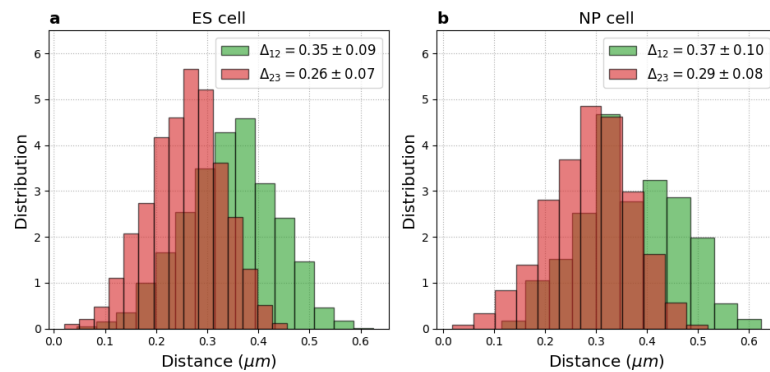 a
ES cell
Δ12 = 0.35 ± 0.09
Δ23 = 0.26 ± 0.07
Distribution
6
5
4
3
2
1
0
0.0 0.1 0.2 0.3 0.4 0.5 0.6
Distance (μm)
b
NP cell
Δ12 = 0.37 ± 0.10
Δ23 = 0.29 ± 0.08
Distribution
6
5
4
3
2
1
0
0.0 0.1 0.2 0.3 0.4 0.5 0.6
Distance (μm)